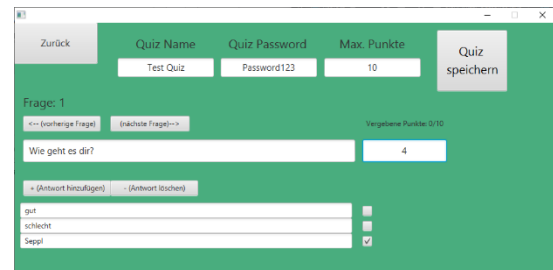 Zurück
Quiz Name
Quiz Password
Max. Punkte
Quiz speichern
Test Quiz
Password123
10
Frage: 1
<-- (vorherige Frage)
(nächste Frage)-->
Vergebene Punkte: 0/10
Wie geht es dir?
4
+ (Antwort hinzufügen)
- (Antwort löschen)
gut
schlecht
Seppl